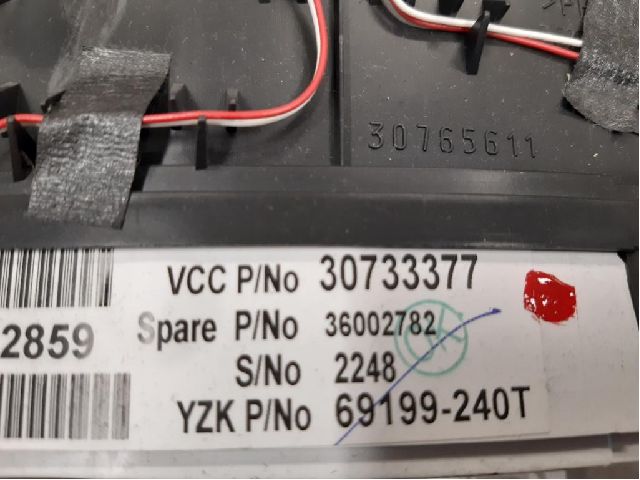 30765611
VCC P/No 30733377
2859
Spare P/No 36002782
S/No 2248
YZK P/No 69199-240T